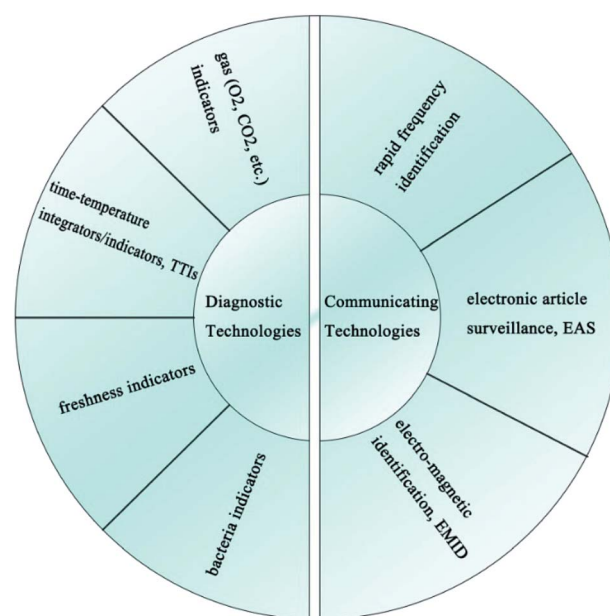 gas (O2, CO2, etc.)
indicators
time-temperature
integrators/indicators, TTIs
freshness indicators
bacteria indicators
Diagnostic
Technologies
Communicating
Technologies
rapid frequency
identification
electronic article
surveillance, EAS
electro-magnetic
identification, EMID